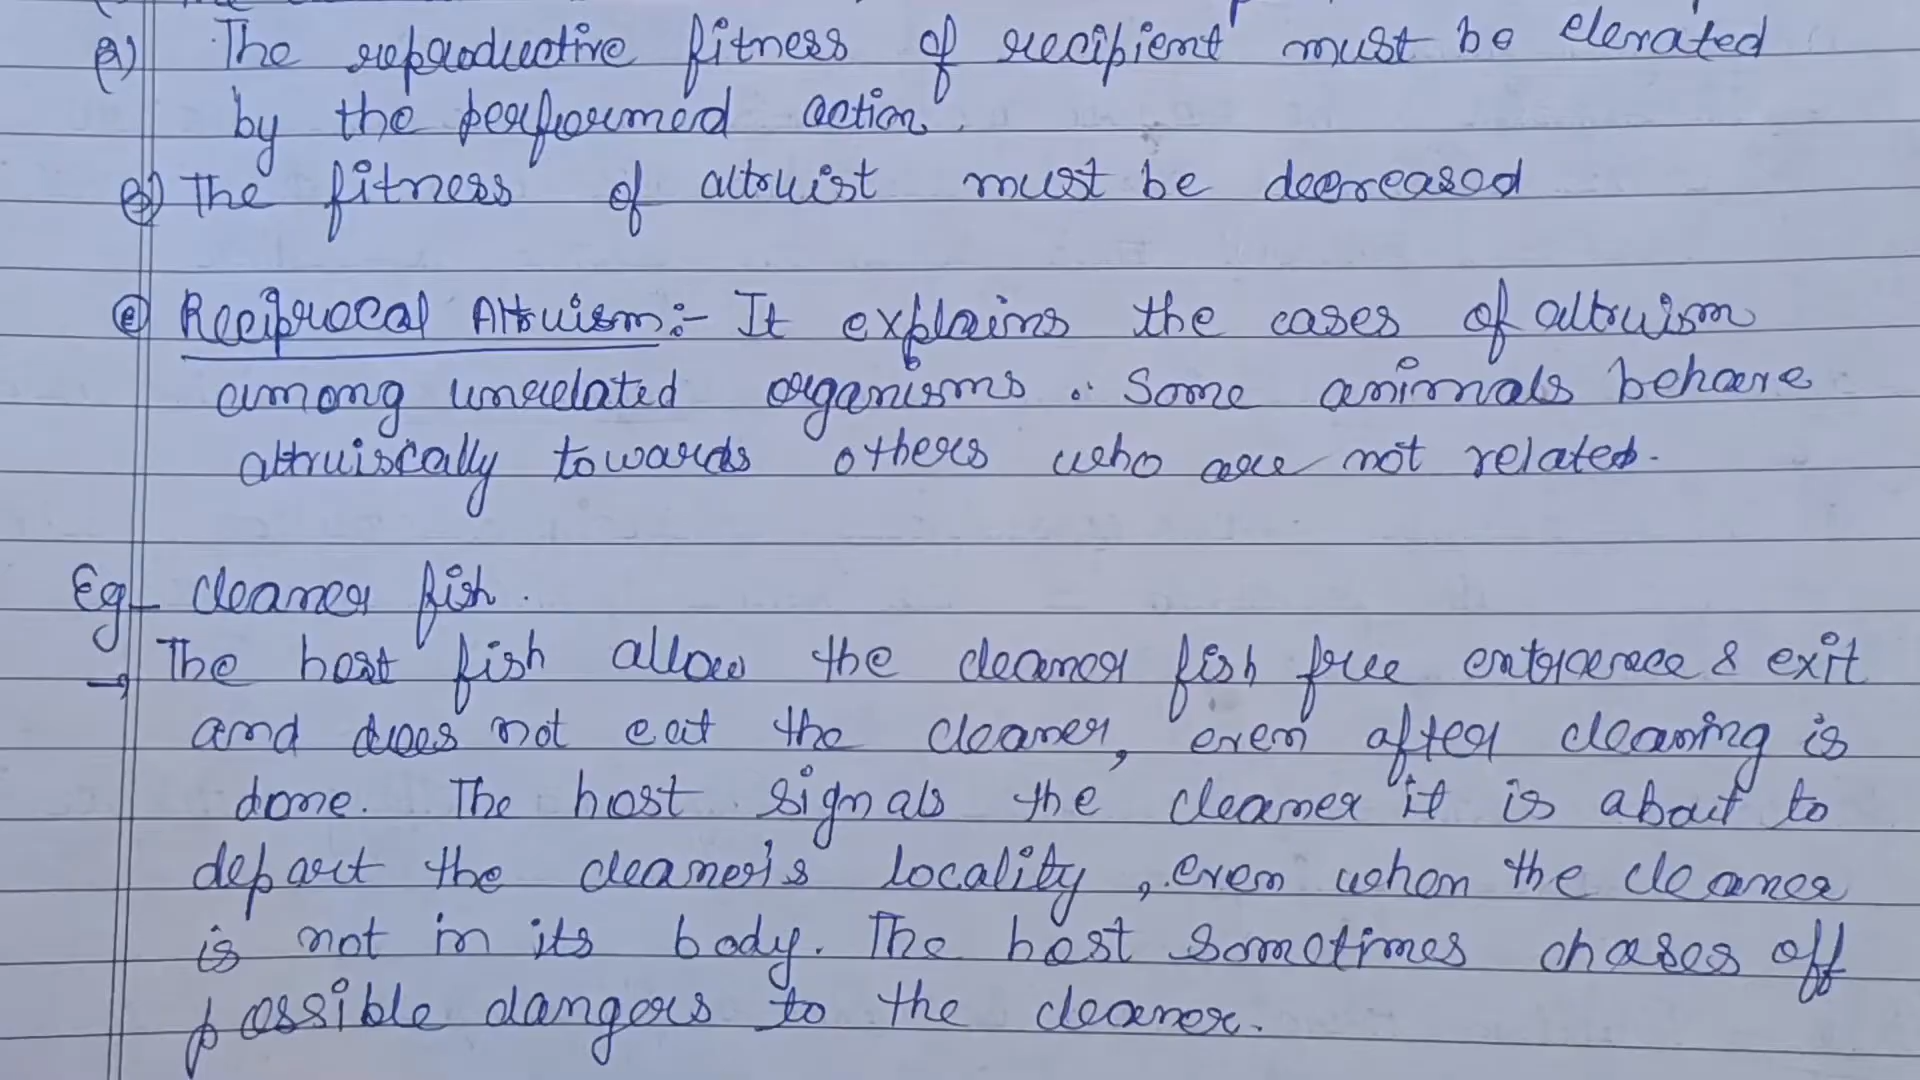 2) The reproductive fitness of recipient must be elevated
by the performed action.
3) The fitness of altruist must be decreased
Reciprocal Altruism:- It explains the cases of altruism
among unrelated organisms. Some animals behave
altruiscally towards others who are not related.
Eg- cleaner fish.
→ The host fish allow the cleaner fish free entrance & exit
and does not eat the cleaner, even after cleaning is
done. The host signals the cleaner it is about to
depart the cleaner's locality, even when the cleaner
is not in its body. The host sometimes chases off
possible dangers to the cleaner.